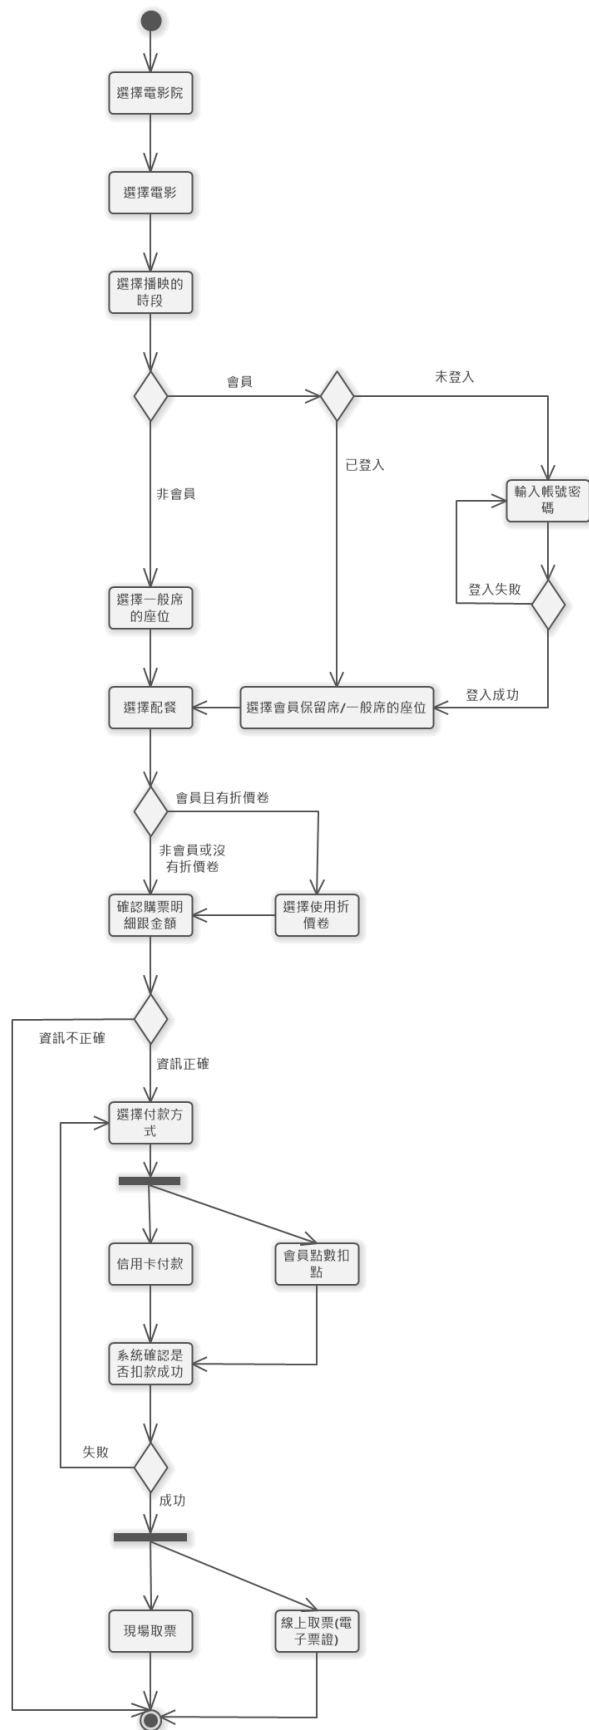 選擇電影院
選擇電影
選擇播映的
時段
會員
未登入
已登入
非會員
輸入帳號密
碼
登入失敗
選擇一般席
的座位
登入成功
選擇配餐
選擇會員保留席/一般席的座位
會員且有折價卷
非會員或沒
有折價卷
確認購票明
細跟金額
選擇使用折
價卷
資訊不正確
資訊正確
選擇付款方
式
信用卡付款
會員點數扣
點
系統確認是
否扣款成功
失敗
成功
現場取票
線上取票(電
子票證)